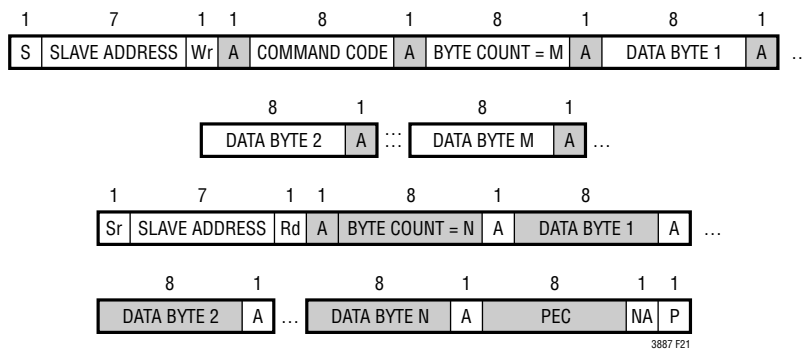 1 7 1 1 8 1 8 1 8 1
S SLAVE ADDRESS Wr A COMMAND CODE A BYTE COUNT = M A DATA BYTE 1 A …
8 1 8 1
DATA BYTE 2 A … DATA BYTE M A …
1 7 1 1 8 1 8 1
Sr SLAVE ADDRESS Rd A BYTE COUNT = N A DATA BYTE 1 A …
8 1 8 1 8 1 1
DATA BYTE 2 A … DATA BYTE N A PEC NA P
3887 F21